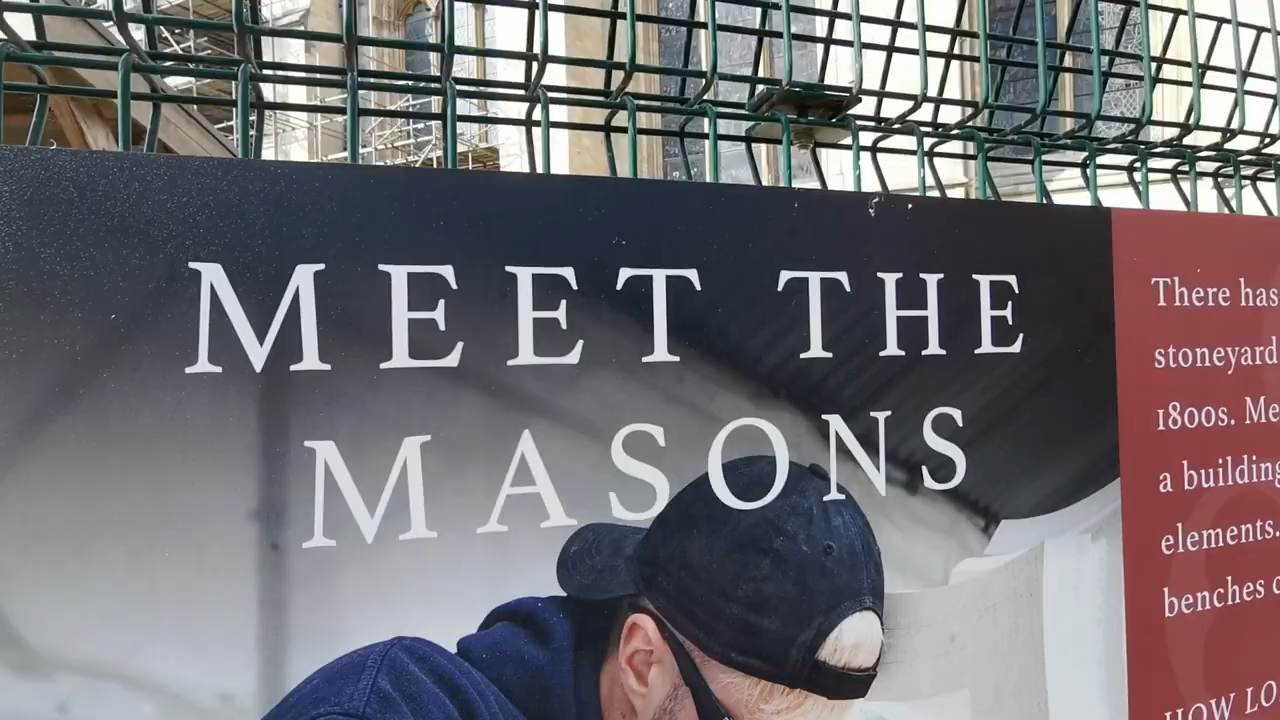 MEET THE
MASONS
There has
stoneyard
1800s. Me
a building
elements.
benches
HOW LO